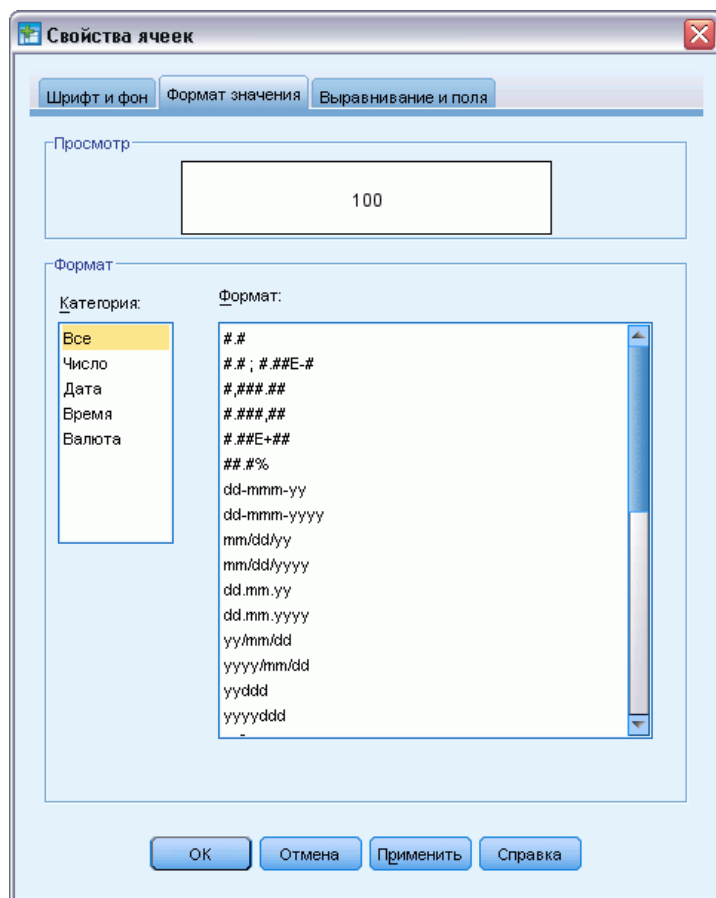 Свойства ячеек
Шрифт и фон
Формат значения
Выравнивание и поля
Просмотр
100
Формат
Категория:
Все
Число
Дата
Время
Валюта
Формат:
#.#
#.# ; #.##E-#
#,###.##
#.###,##
#.##E+##
##.#%
dd-mmm-yy
dd-mmm-yyyy
mm/dd/yy
mm/dd/yyyy
dd.mm.yy
dd.mm.yyyy
yy/mm/dd
yyyy/mm/dd
yyddd
yyyyddd
ОК
Отмена
Применить
Справка